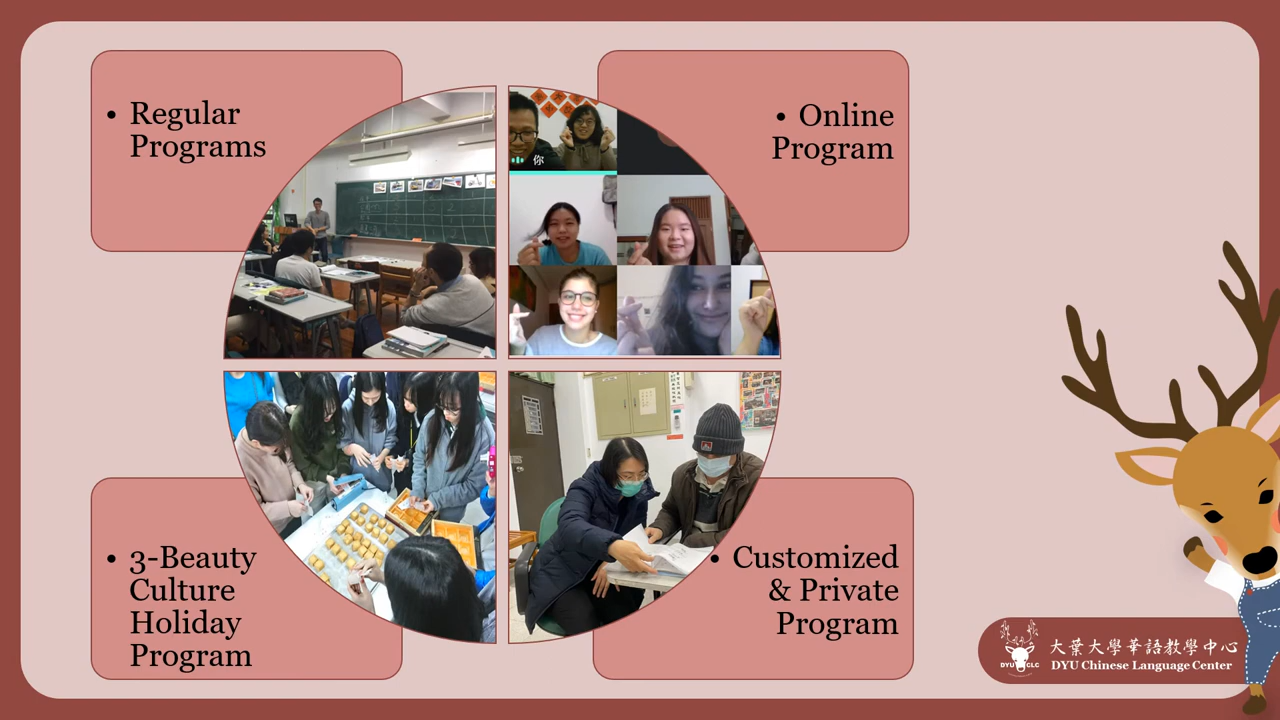 • Regular
Programs
• Online
Program
你
• 3-Beauty
Culture
Holiday
Program
• Customized
& Private
Program
DYU CLC
大葉大學華語教學中心
DYU Chinese Language Center